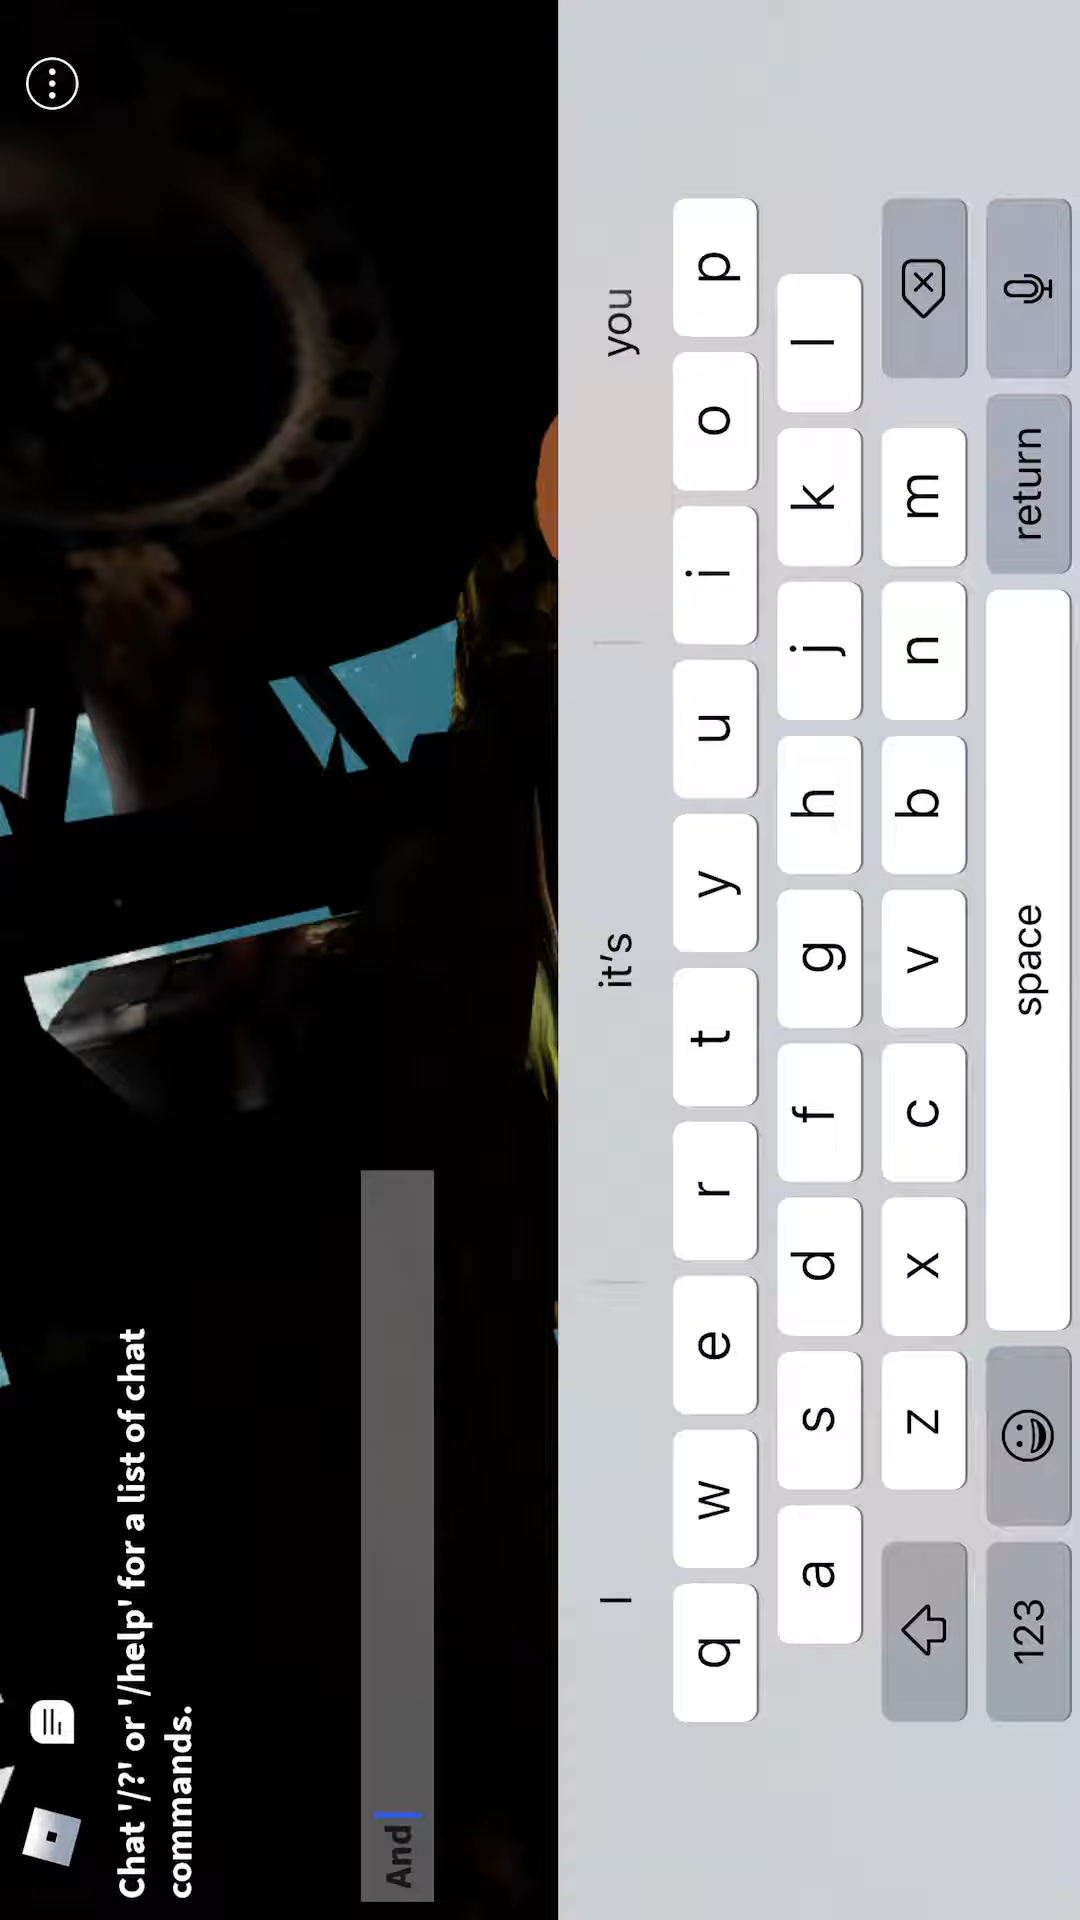 Chat '/?' or '/help' for a list of chat
commands.
And
I it's you
q w e r t y u i o p
a s d f g h j k l
z x c v b n m
123 space return